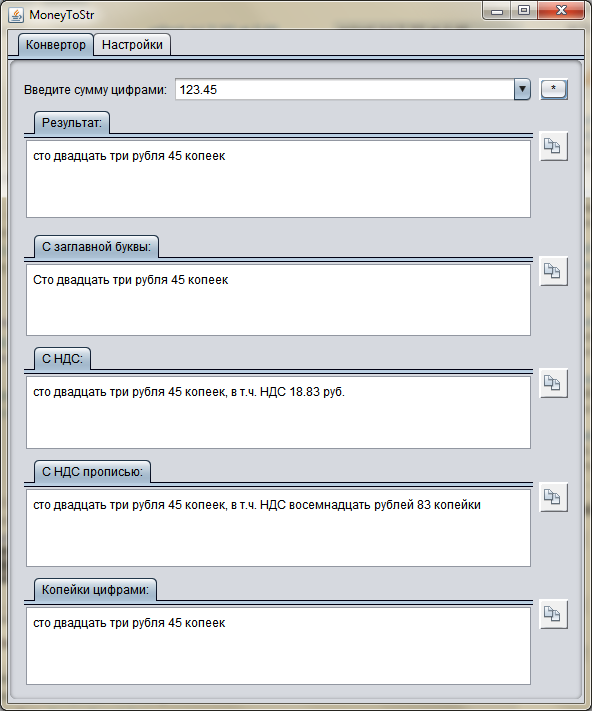 MoneyToStr
Конвертор Настройки
Введите сумму цифрами: 123.45 *
Результат:
сто двадцать три рубля 45 копеек
С заглавной буквы:
Сто двадцать три рубля 45 копеек
С НДС:
сто двадцать три рубля 45 копеек, в т.ч. НДС 18.83 руб.
С НДС прописью:
сто двадцать три рубля 45 копеек, в т.ч. НДС восемнадцать рублей 83 копейки
Копейки цифрами:
сто двадцать три рубля 45 копеек